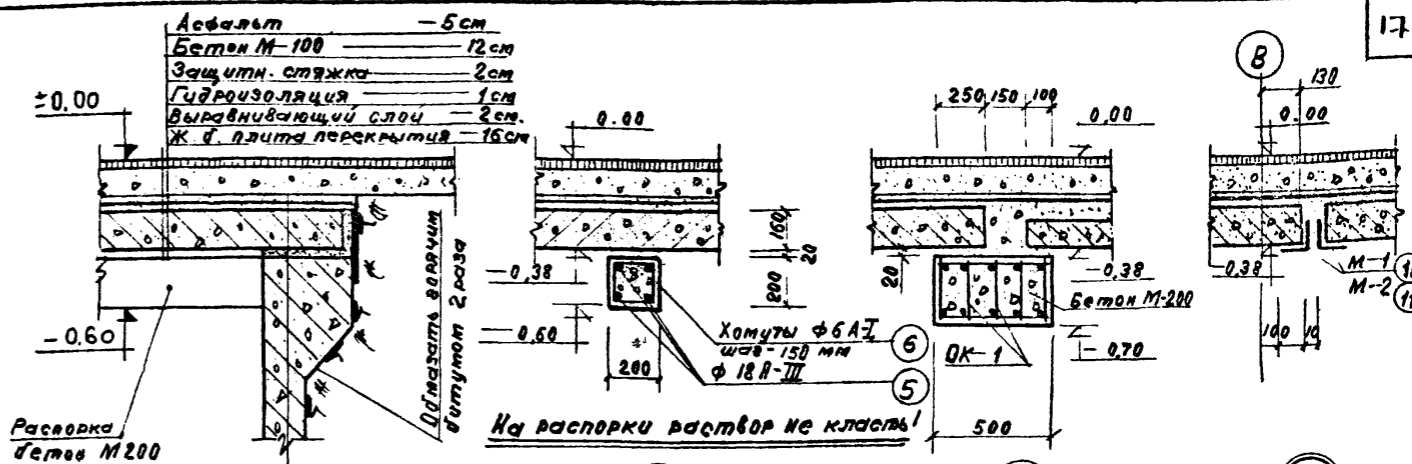 17
Асфальт — 5 см
Бетон М-100 — 12 см
Защитн. стяжка — 2 см
Гидроизоляция — 1 см
Выравнивающий слой — 2 см.
Ж.б. плита перекрытия — 16 см
±0.00
-0.60
Распорка
бетон М200
Обмазать горячим
битумом 2 раза
0.00
160
20
200
-0,38
-0,60
200
Хомуты ф6А-I,
шаг-150 мм
6
ф 18А-III
5
На распорки раствор не класть!
250 150 100
0,00
20
-0,38
Бетон М-200
ОК-1
-0,70
500
В
130
0.00
-0,38
М-1
М-2
100 10